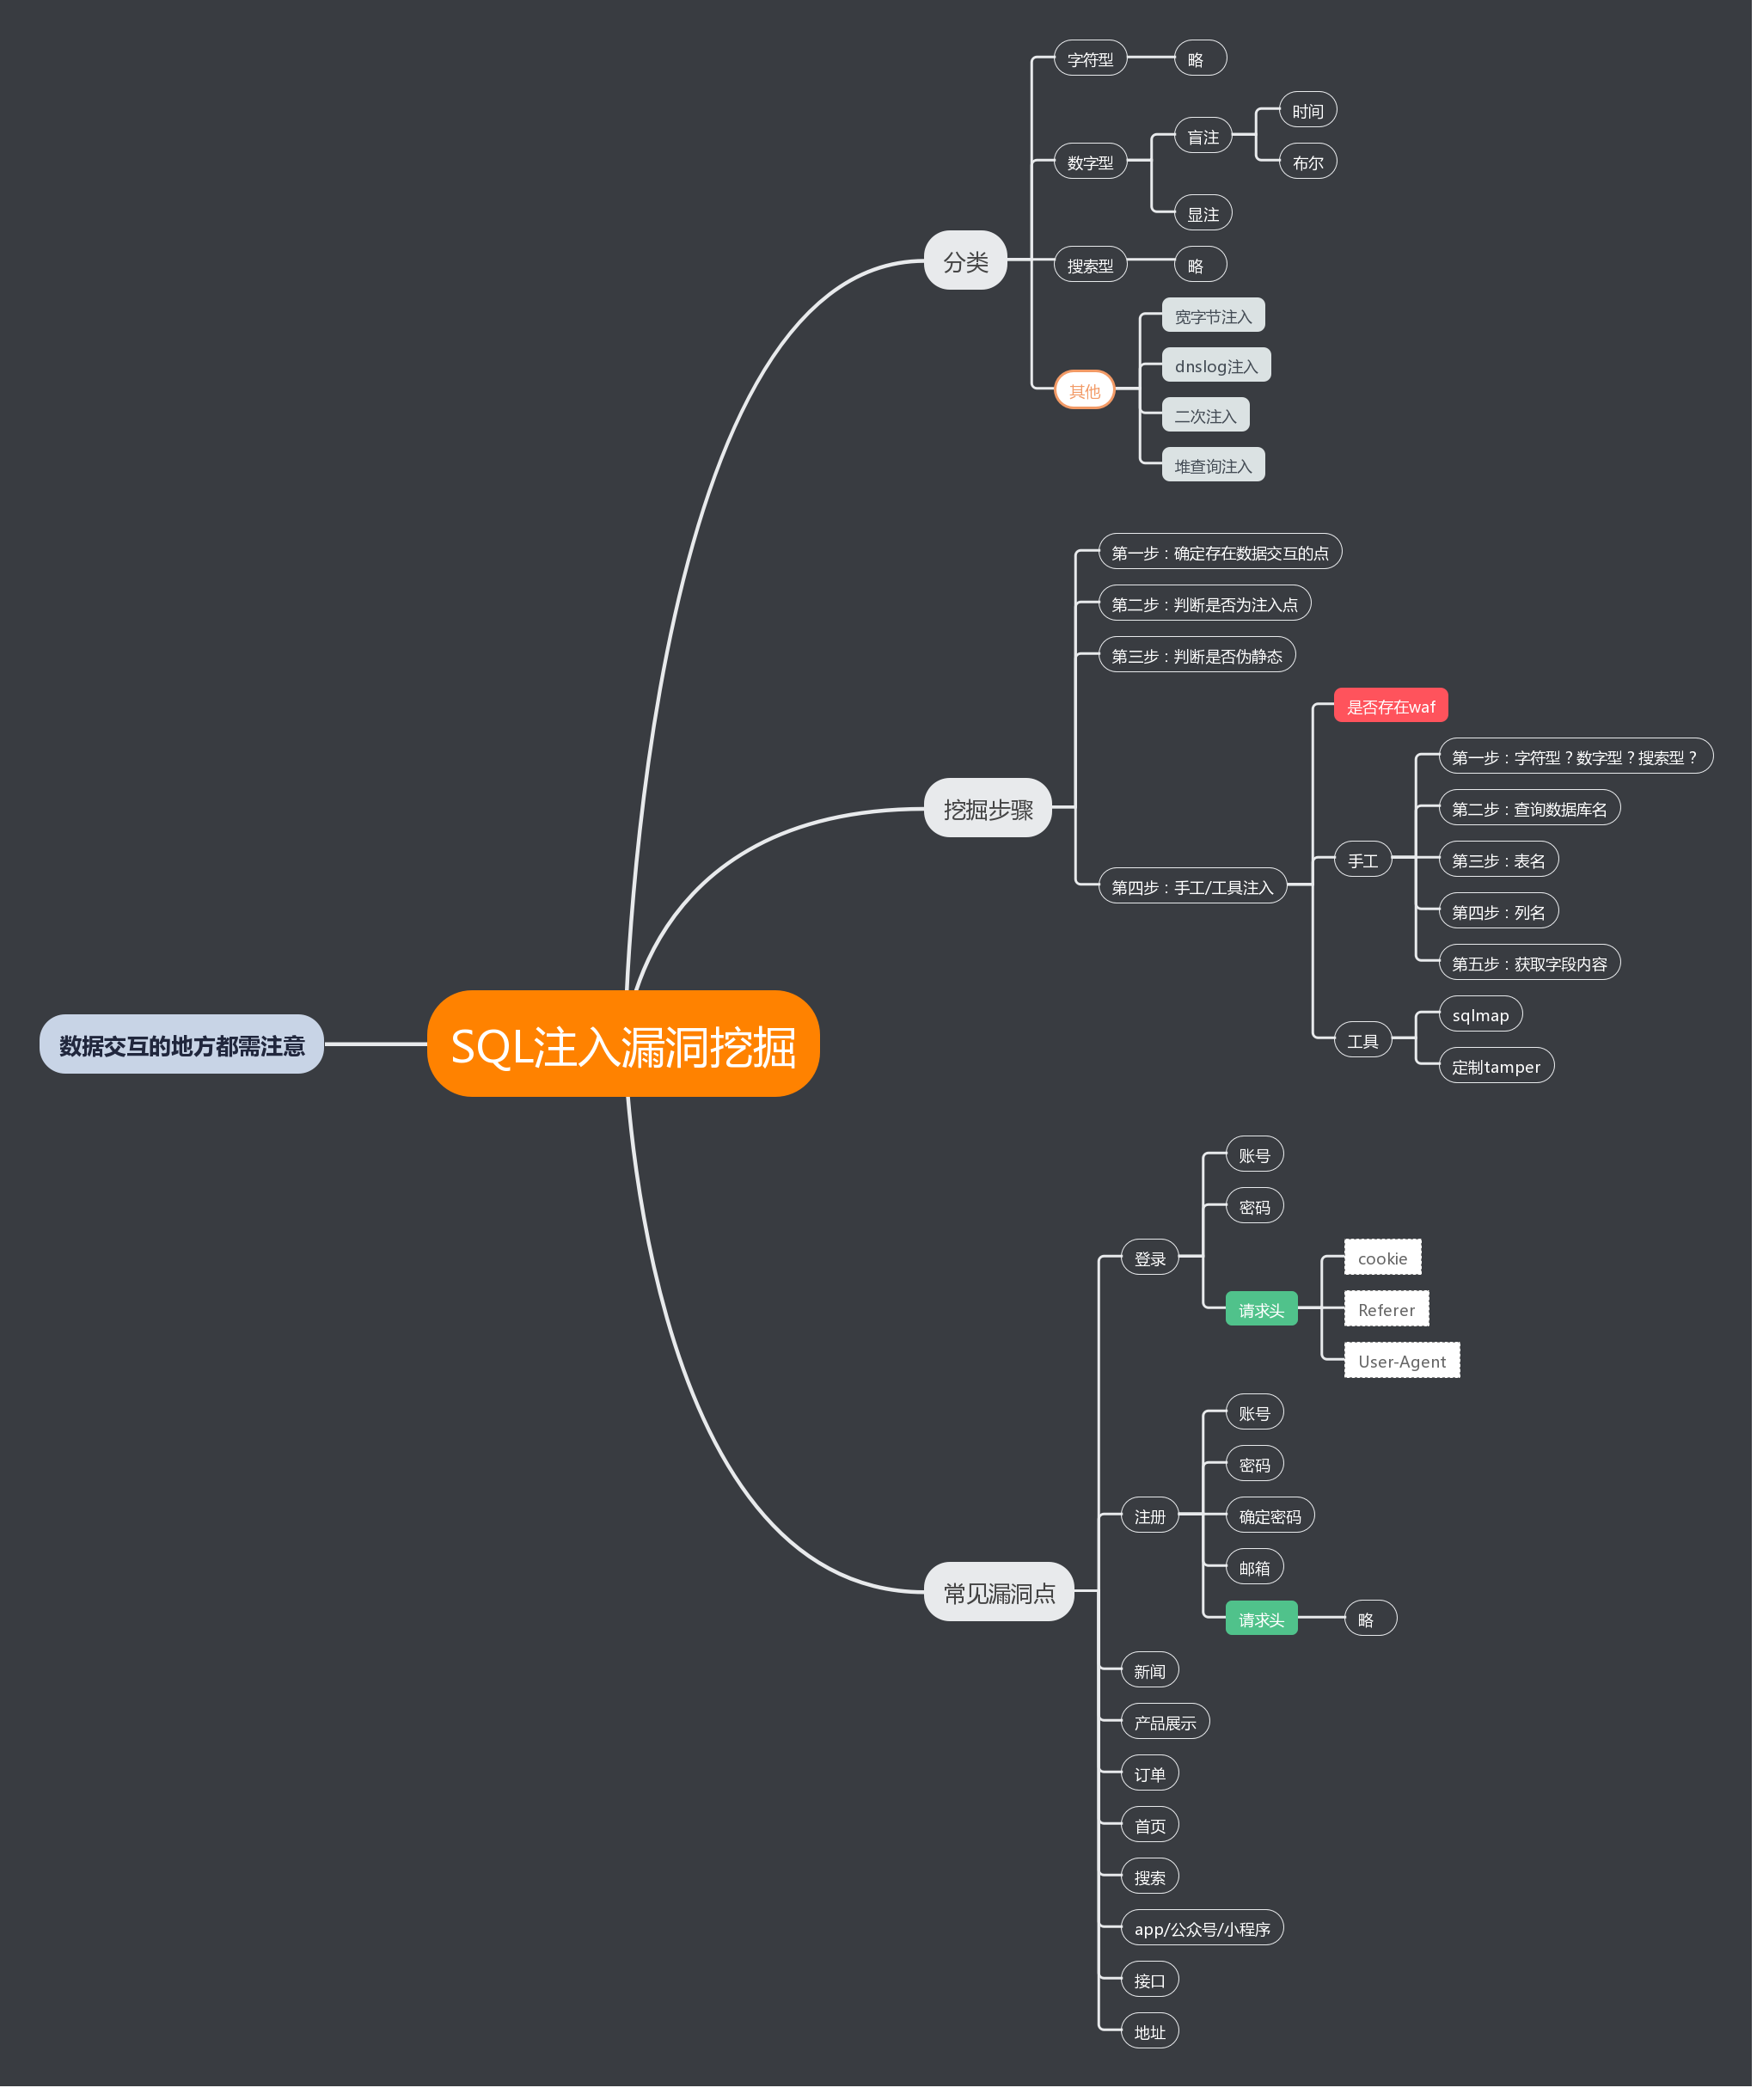 字符型
略
时间
盲注
数字型
布尔
显注
分类
搜索型
略
宽字节注入
dnslog注入
其他
二次注入
堆查询注入
第一步：确定存在数据交互的点
第二步：判断是否为注入点
第三步：判断是否伪静态
是否存在waf
第一步：字符型？数字型？搜索型？
挖掘步骤
第二步：查询数据库名
手工
第三步：表名
第四步：手工/工具注入
第四步：列名
第五步：获取字段内容
sqlmap
工具
定制tamper
数据交互的地方都需注意
SQL注入漏洞挖掘
账号
密码
登录
cookie
请求头
Referer
User-Agent
账号
密码
注册
确定密码
邮箱
常见漏洞点
请求头
略
新闻
产品展示
订单
首页
搜索
app/公众号/小程序
接口
地址